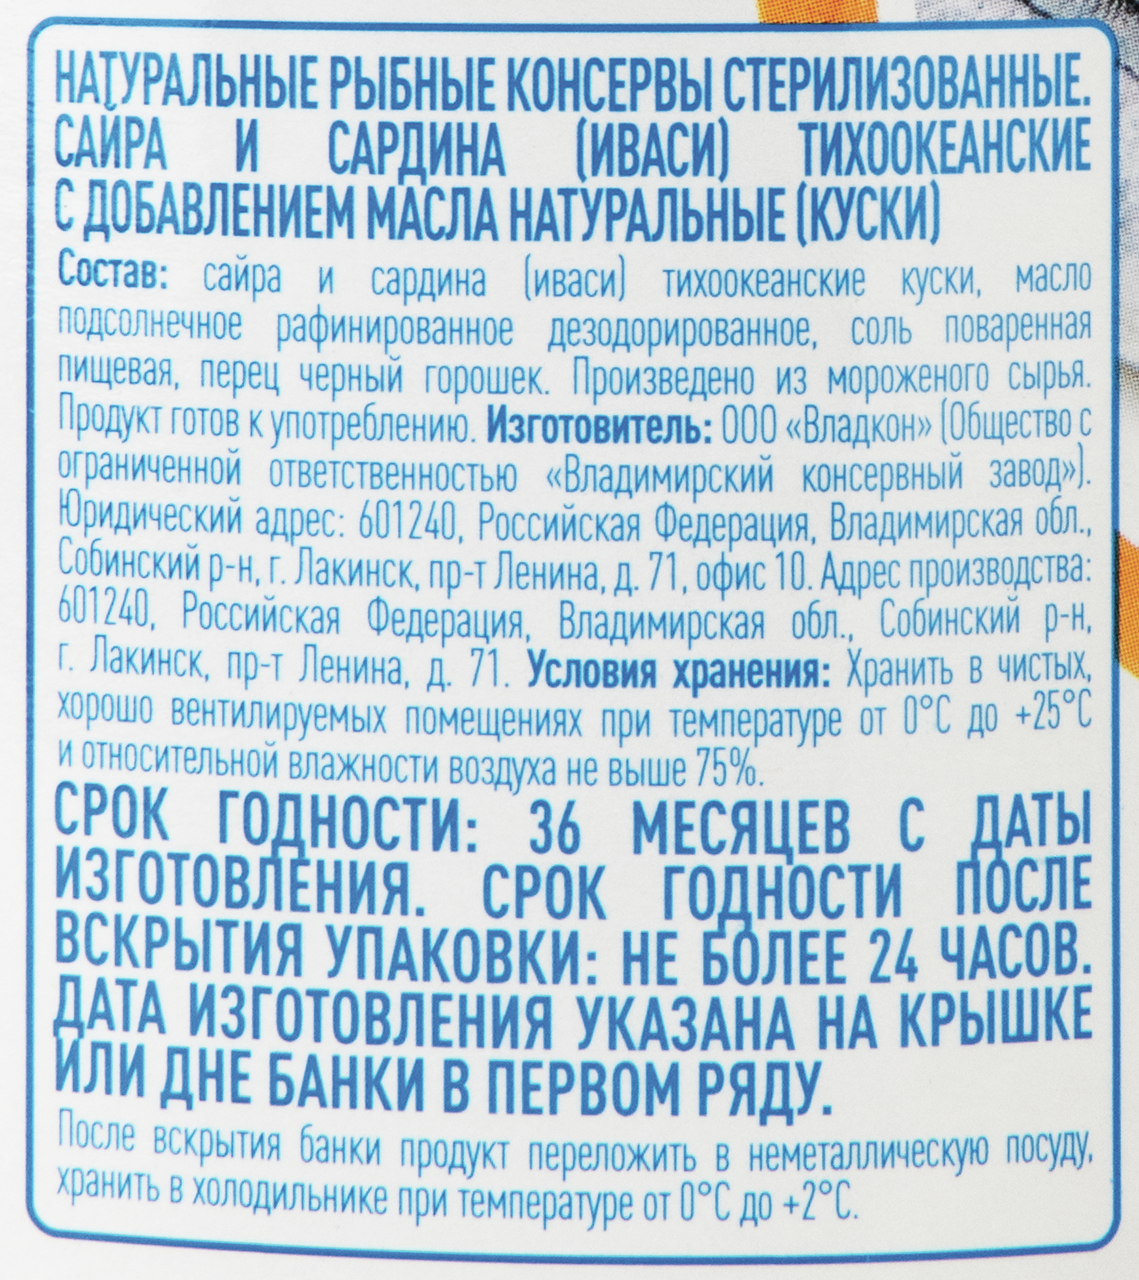 НАТУРАЛЬНЫЕ РЫБНЫЕ КОНСЕРВЫ СТЕРИЛИЗОВАННЫЕ.
САЙРА И САРДИНА (ИВАСИ) ТИХООКЕАНСКИЕ
С ДОБАВЛЕНИЕМ МАСЛА НАТУРАЛЬНЫЕ (КУСКИ)
Состав: сайра и сардина (иваси) тихоокеанские куски, масло
подсолнечное рафинированное дезодорированное, соль поваренная
пищевая, перец черный горошек. Произведено из мороженого сырья.
Продукт готов к употреблению. Изготовитель: ООО «Владкон» (Общество с
ограниченной ответственностью «Владимирский консервный завод»).
Юридический адрес: 601240, Российская Федерация, Владимирская обл.,
Собинский р-н, г. Лакинск, пр-т Ленина, д. 71, офис 10. Адрес производства:
601240, Российская Федерация, Владимирская обл., Собинский р-н,
г. Лакинск, пр-т Ленина, д. 71. Условия хранения: Хранить в чистых,
хорошо вентилируемых помещениях при температуре от 0°С до +25°С
и относительной влажности воздуха не выше 75%.
СРОК ГОДНОСТИ: 36 МЕСЯЦЕВ С ДАТЫ
ИЗГОТОВЛЕНИЯ. СРОК ГОДНОСТИ ПОСЛЕ
ВСКРЫТИЯ УПАКОВКИ: НЕ БОЛЕЕ 24 ЧАСОВ.
ДАТА ИЗГОТОВЛЕНИЯ УКАЗАНА НА КРЫШКЕ
ИЛИ ДНЕ БАНКИ В ПЕРВОМ РЯДУ.
После вскрытия банки продукт переложить в неметаллическую посуду,
хранить в холодильнике при температуре от 0°С до +2°С.